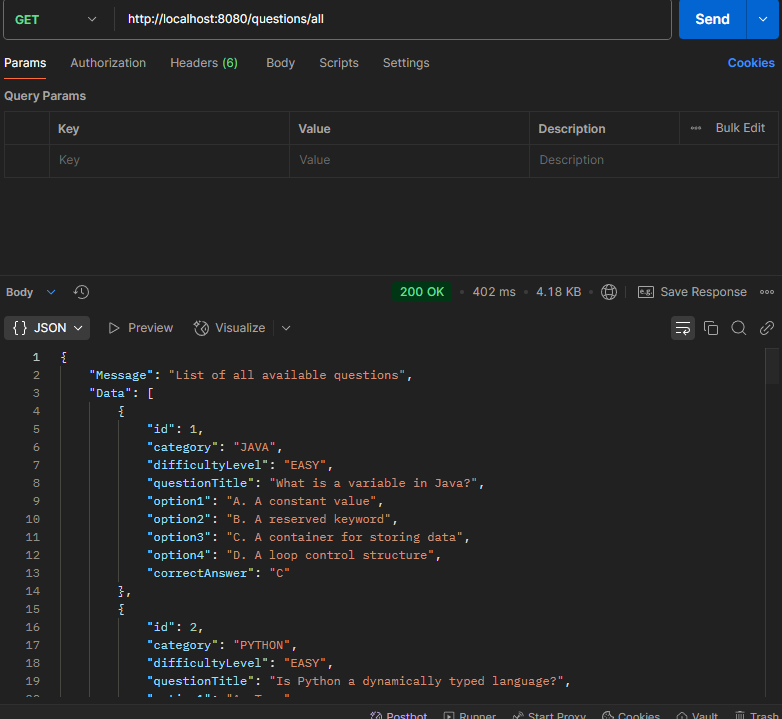 GET http://localhost:8080/questions/all Send
Params Authorization Headers (6) Body Scripts Settings Cookies
Query Params
Key Value Description ••• Bulk Edit
Key Value Description
Body 200 OK • 402 ms • 4.18 KB • e.g. Save Response •••
{} JSON Preview Visualize
1 {
2 "Message": "List of all available questions",
3 "Data": [
4 {
5 "id": 1,
6 "category": "JAVA",
7 "difficultyLevel": "EASY",
8 "questionTitle": "What is a variable in Java?",
9 "option1": "A. A constant value",
10 "option2": "B. A reserved keyword",
11 "option3": "C. A container for storing data",
12 "option4": "D. A loop control structure",
13 "correctAnswer": "C"
14 },
15 {
16 "id": 2,
17 "category": "PYTHON",
18 "difficultyLevel": "EASY",
19 "questionTitle": "Is Python a dynamically typed language?",
Postbot Runner Start Proxy Cookies Vault Trash